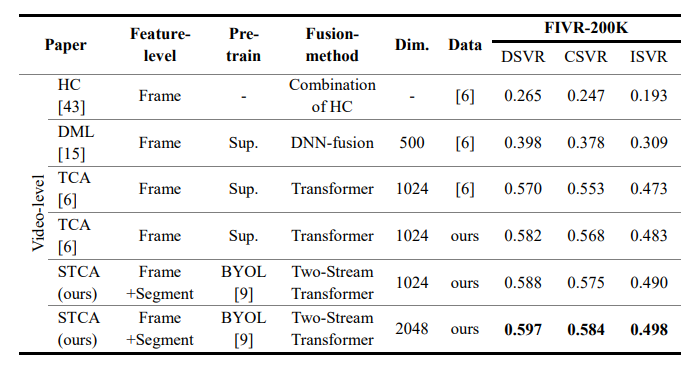 Paper Feature-level Pre-train Fusion-method Dim. Data FIVR-200K
DSVR CSVR ISVR
Video-level
HC [43] Frame - Combination of HC - [6] 0.265 0.247 0.193
DML [15] Frame Sup. DNN-fusion 500 [6] 0.398 0.378 0.309
TCA [6] Frame Sup. Transformer 1024 [6] 0.570 0.553 0.473
TCA [6] Frame Sup. Transformer 1024 ours 0.582 0.568 0.483
STCA (ours) Frame +Segment BYOL [9] Two-Stream Transformer 1024 ours 0.588 0.575 0.490
STCA (ours) Frame +Segment BYOL [9] Two-Stream Transformer 2048 ours 0.597 0.584 0.498